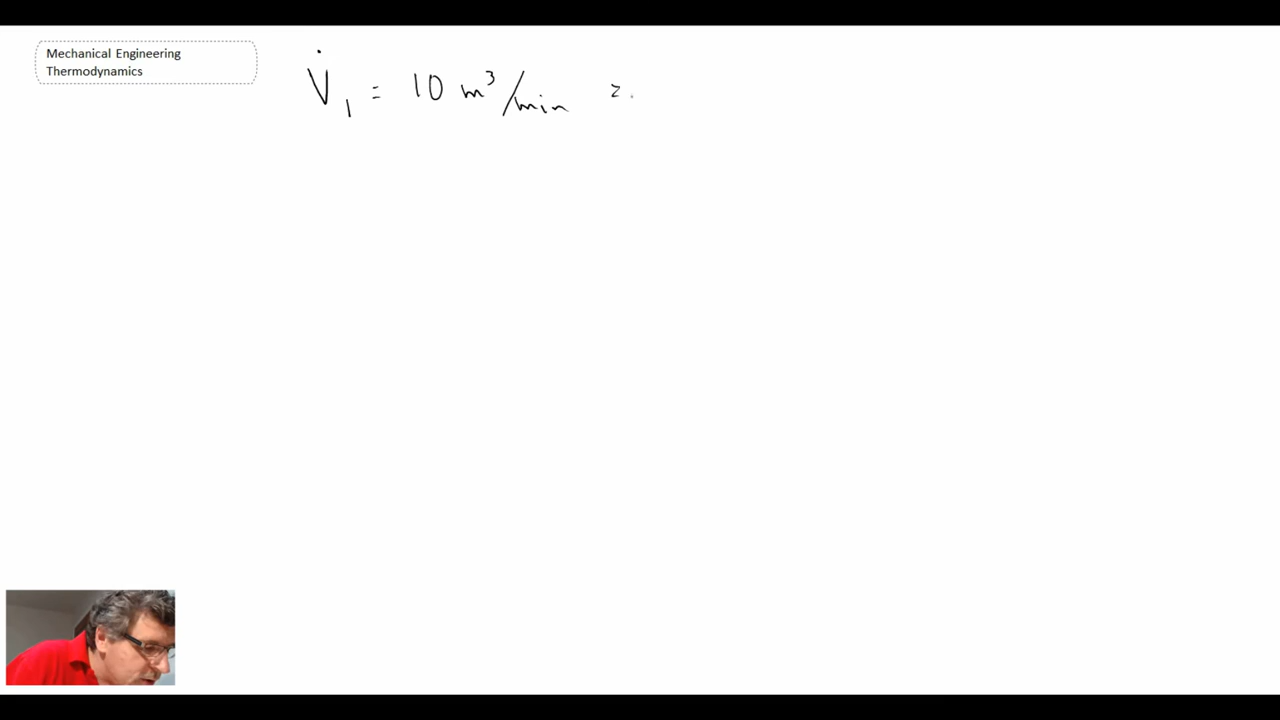 Mechanical Engineering
Thermodynamics
V̇₁ = 10 m³/min =